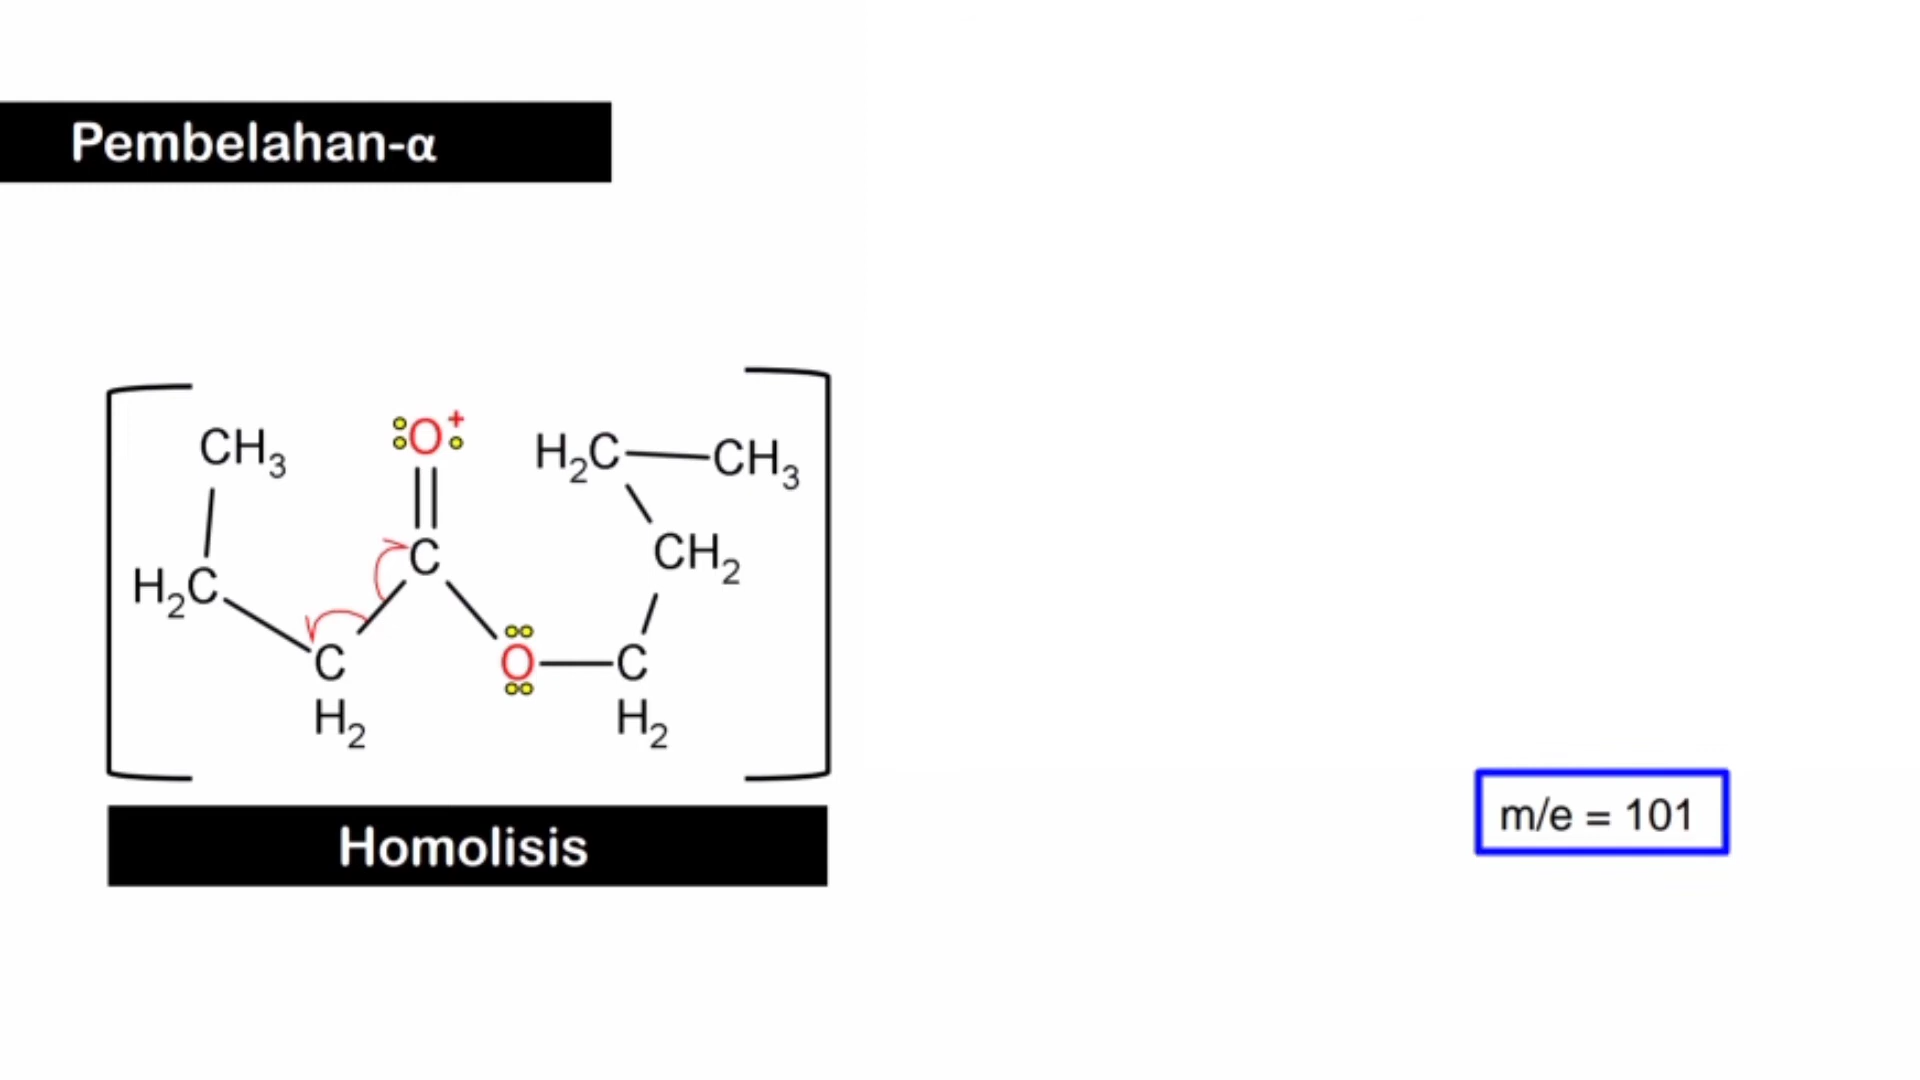 Pembelahan-α
CH₃
O⁺
H₂C
CH₃
C
CH₂
H₂C
C
O
C
H₂
H₂
Homolisis
m/e = 101